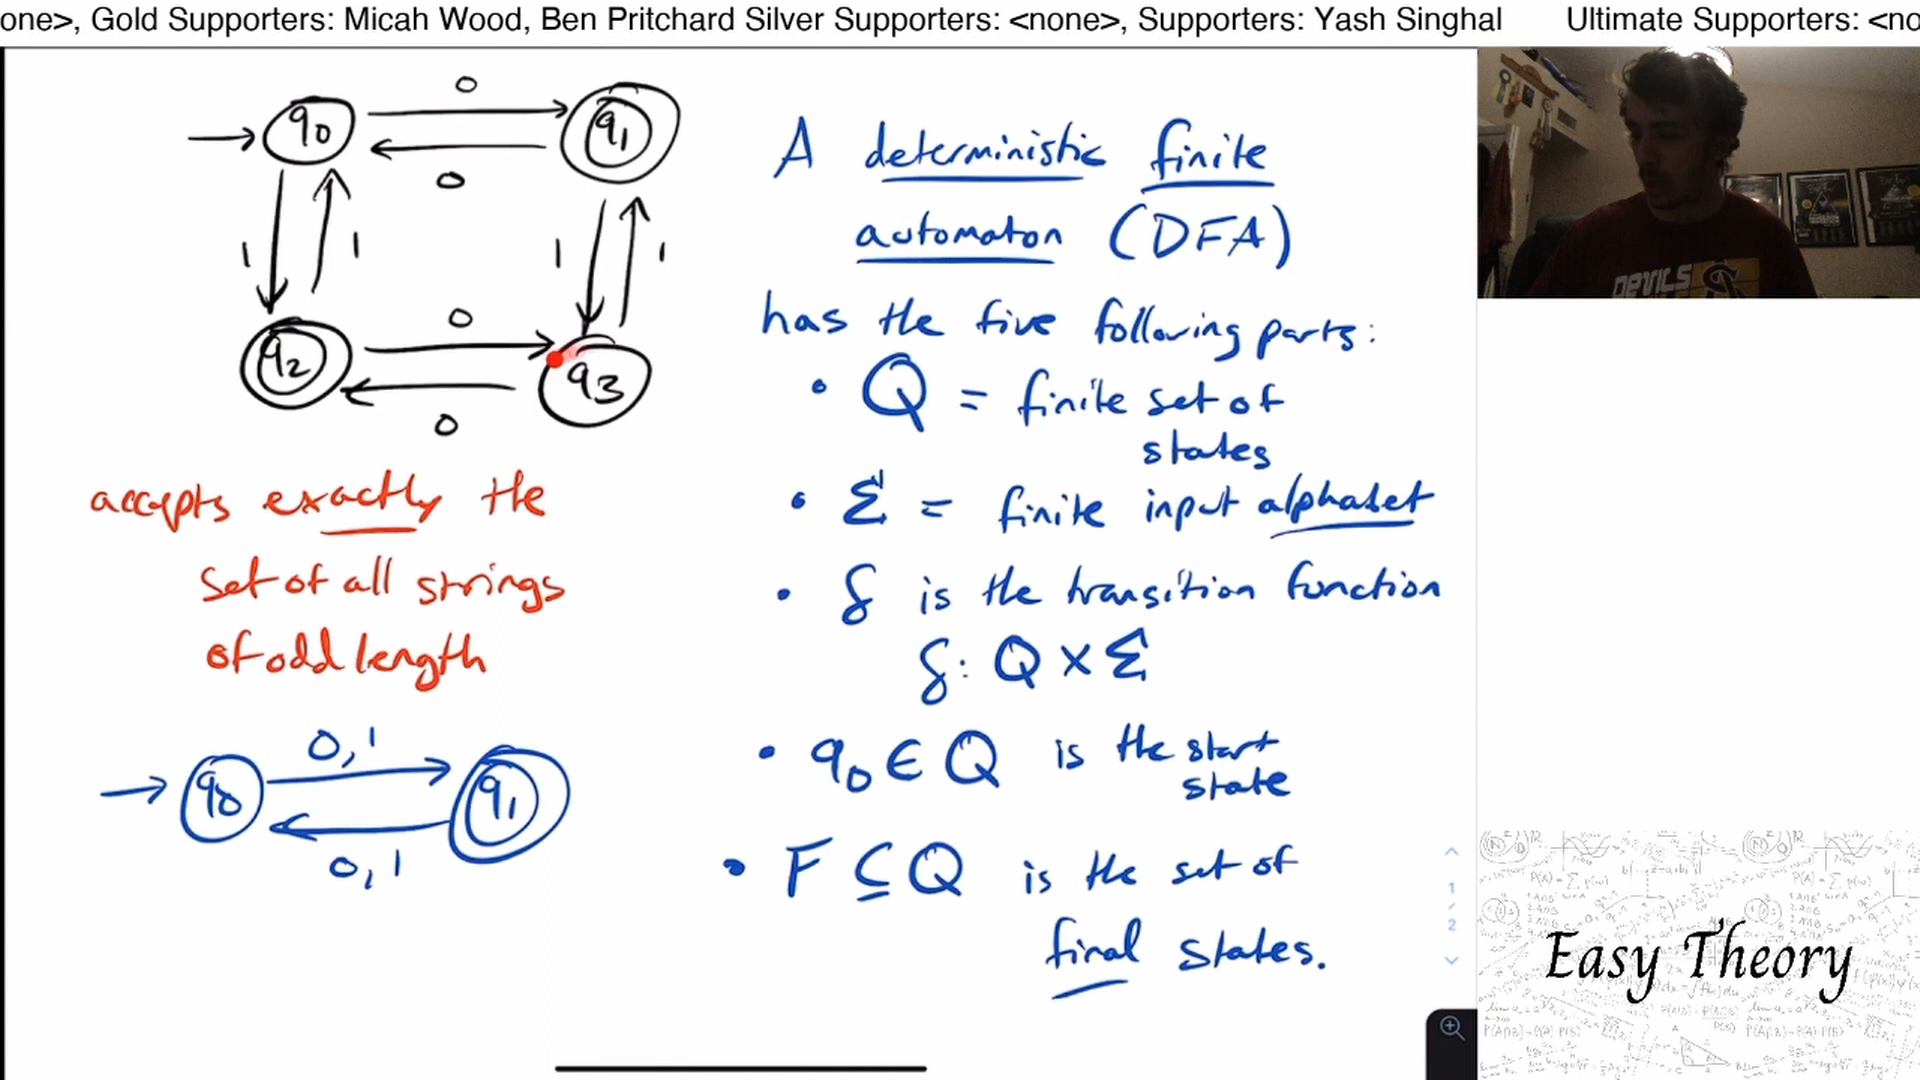 one>, Gold Supporters: Micah Wood, Ben Pritchard Silver Supporters: <none>, Supporters: Yash Singhal Ultimate Supporters: <no
0
q0 q1
0
1 1 1 1
0
q2 q3
0
accepts exactly the
set of all strings
of odd length
0,1
q0 q1
0,1
A deterministic finite
automaton (DFA)
has the five following parts:
• Q = finite set of
states
• Σ = finite input alphabet
• δ is the transition function
δ: Q × Σ
• q0 ∈ Q is the start
state
• F ⊆ Q is the set of
final states.
DEVILS
1
2
Easy Theory